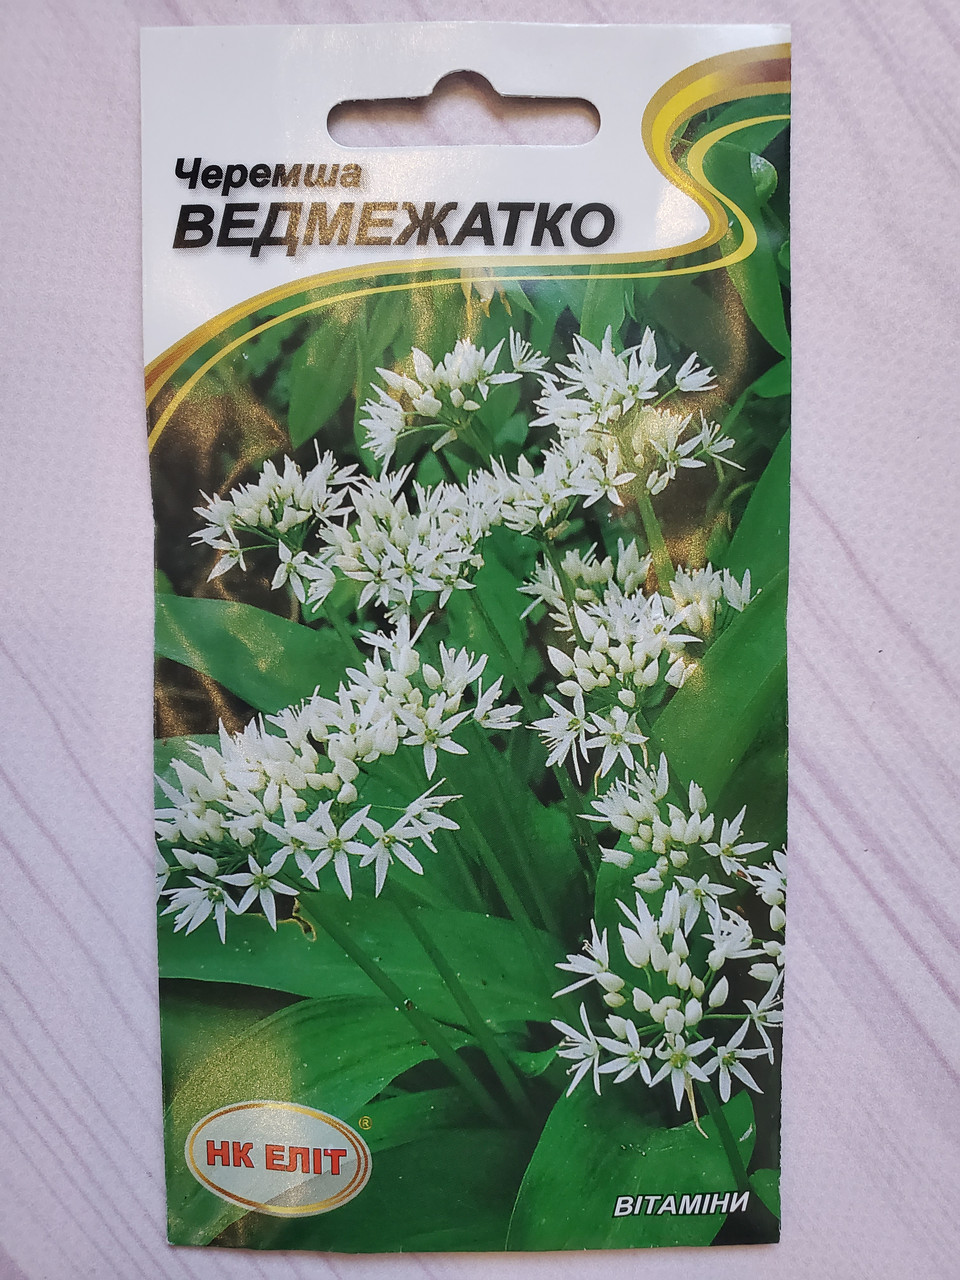 Черемша
ВЕДМЕЖАТКО
НК ЕЛІТ
®
ВІТАМІНИ